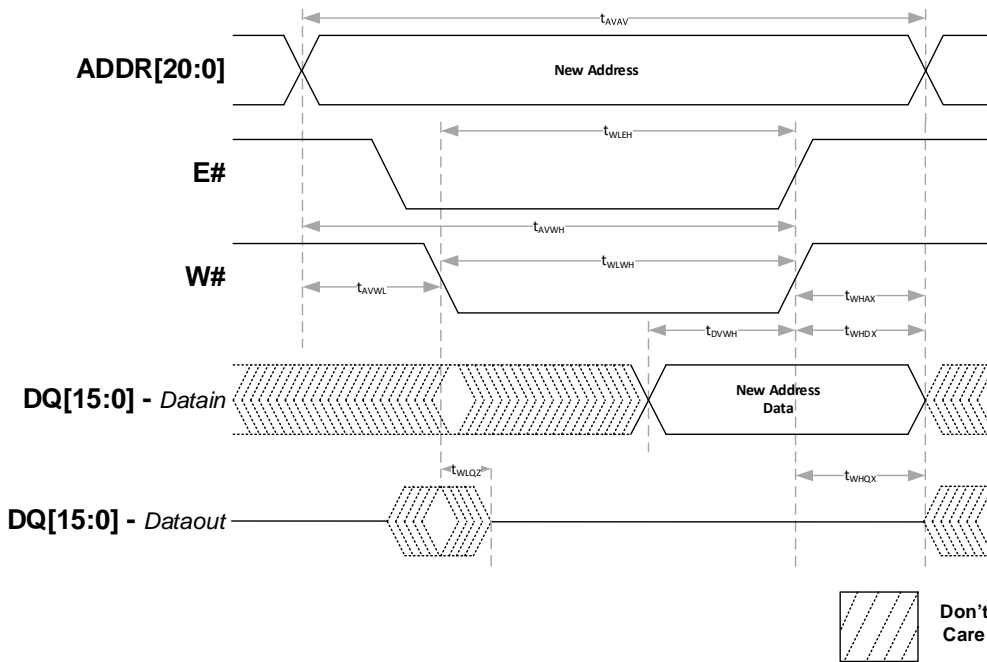 tAVAV
ADDR[20:0]
New Address
tWLEH
E#
tAVWH
W#
tWLWH
tAVWL
tWHAX
tDVWH
tWHDX
DQ[15:0] - Datain
New Address
Data
tWLQZ
tWHQX
DQ[15:0] - Dataout
Don't
Care